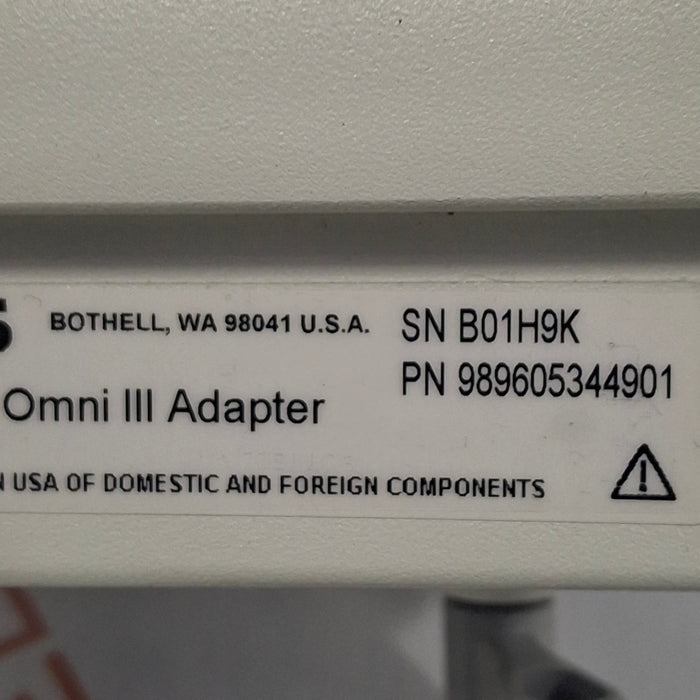 S BOTHELL, WA 98041 U.S.A. SN B01H9K
PN 989605344901
Omni III Adapter
USA OF DOMESTIC AND FOREIGN COMPONENTS